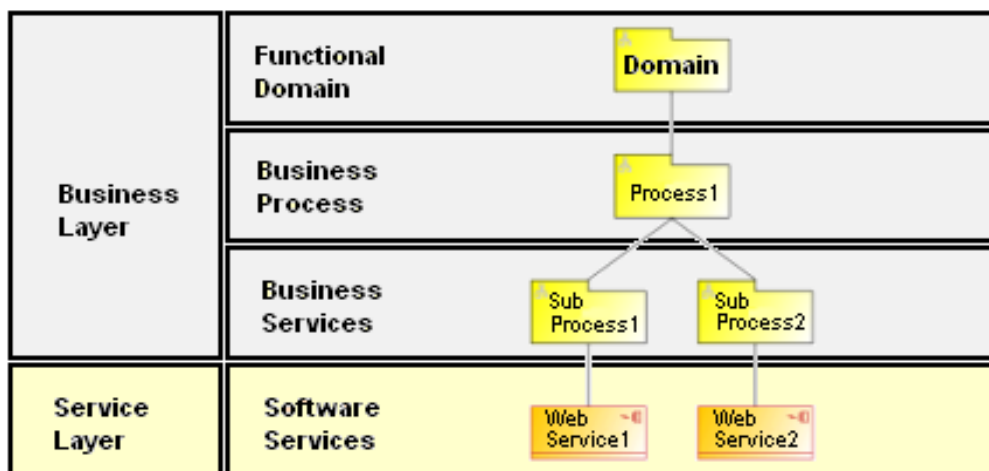 Functional
Domain
Domain
Business
Layer
Business
Process
Process1
Business
Services
Sub
Process1
Sub
Process2
Service
Layer
Software
Services
Web
Service1
Web
Service2